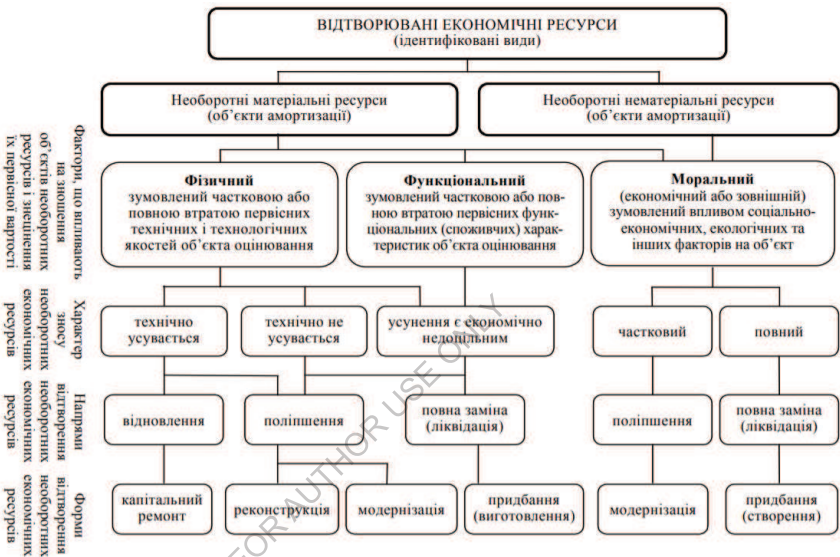 ВІДТВОРЮВАНІ ЕКОНОМІЧНІ РЕСУРСИ
(ідентифіковані види)
Необоротні матеріальні ресурси
(об’єкти амортизації)
Необоротні нематеріальні ресурси
(об’єкти амортизації)
Фактори, що впливають
на зношення
об’єктів необоротних
ресурсів і знецінення
їх первісної вартості
Фізичний
зумовлений частковою або
повною втратою первісних
технічних і технологічних
якостей об’єкта оцінювання
Функціональний
зумовлений частковою або пов-
ною втратою первісних функ-
ціональних (споживчих) харак-
теристик об’єкта оцінювання
Моральний
(економічний або зовнішній)
зумовлений впливом соціально-
економічних, екологічних та
інших факторів на об’єкт
Характер
зносу
необоротних
економічних
ресурсів
технічно
усувається
технічно не
усувається
усунення є економічно
недоцільним
частковий
повний
Напрями
відтворення
необоротних
економічних
ресурсів
відновлення
поліпшення
повна заміна
(ліквідація)
поліпшення
повна заміна
(ліквідація)
Форми
відтворення
необоротних
економічних
ресурсів
капітальний
ремонт
реконструкція
модернізація
придбання
(виготовлення)
модернізація
придбання
(створення)
FOR AUTHOR USE ONLY